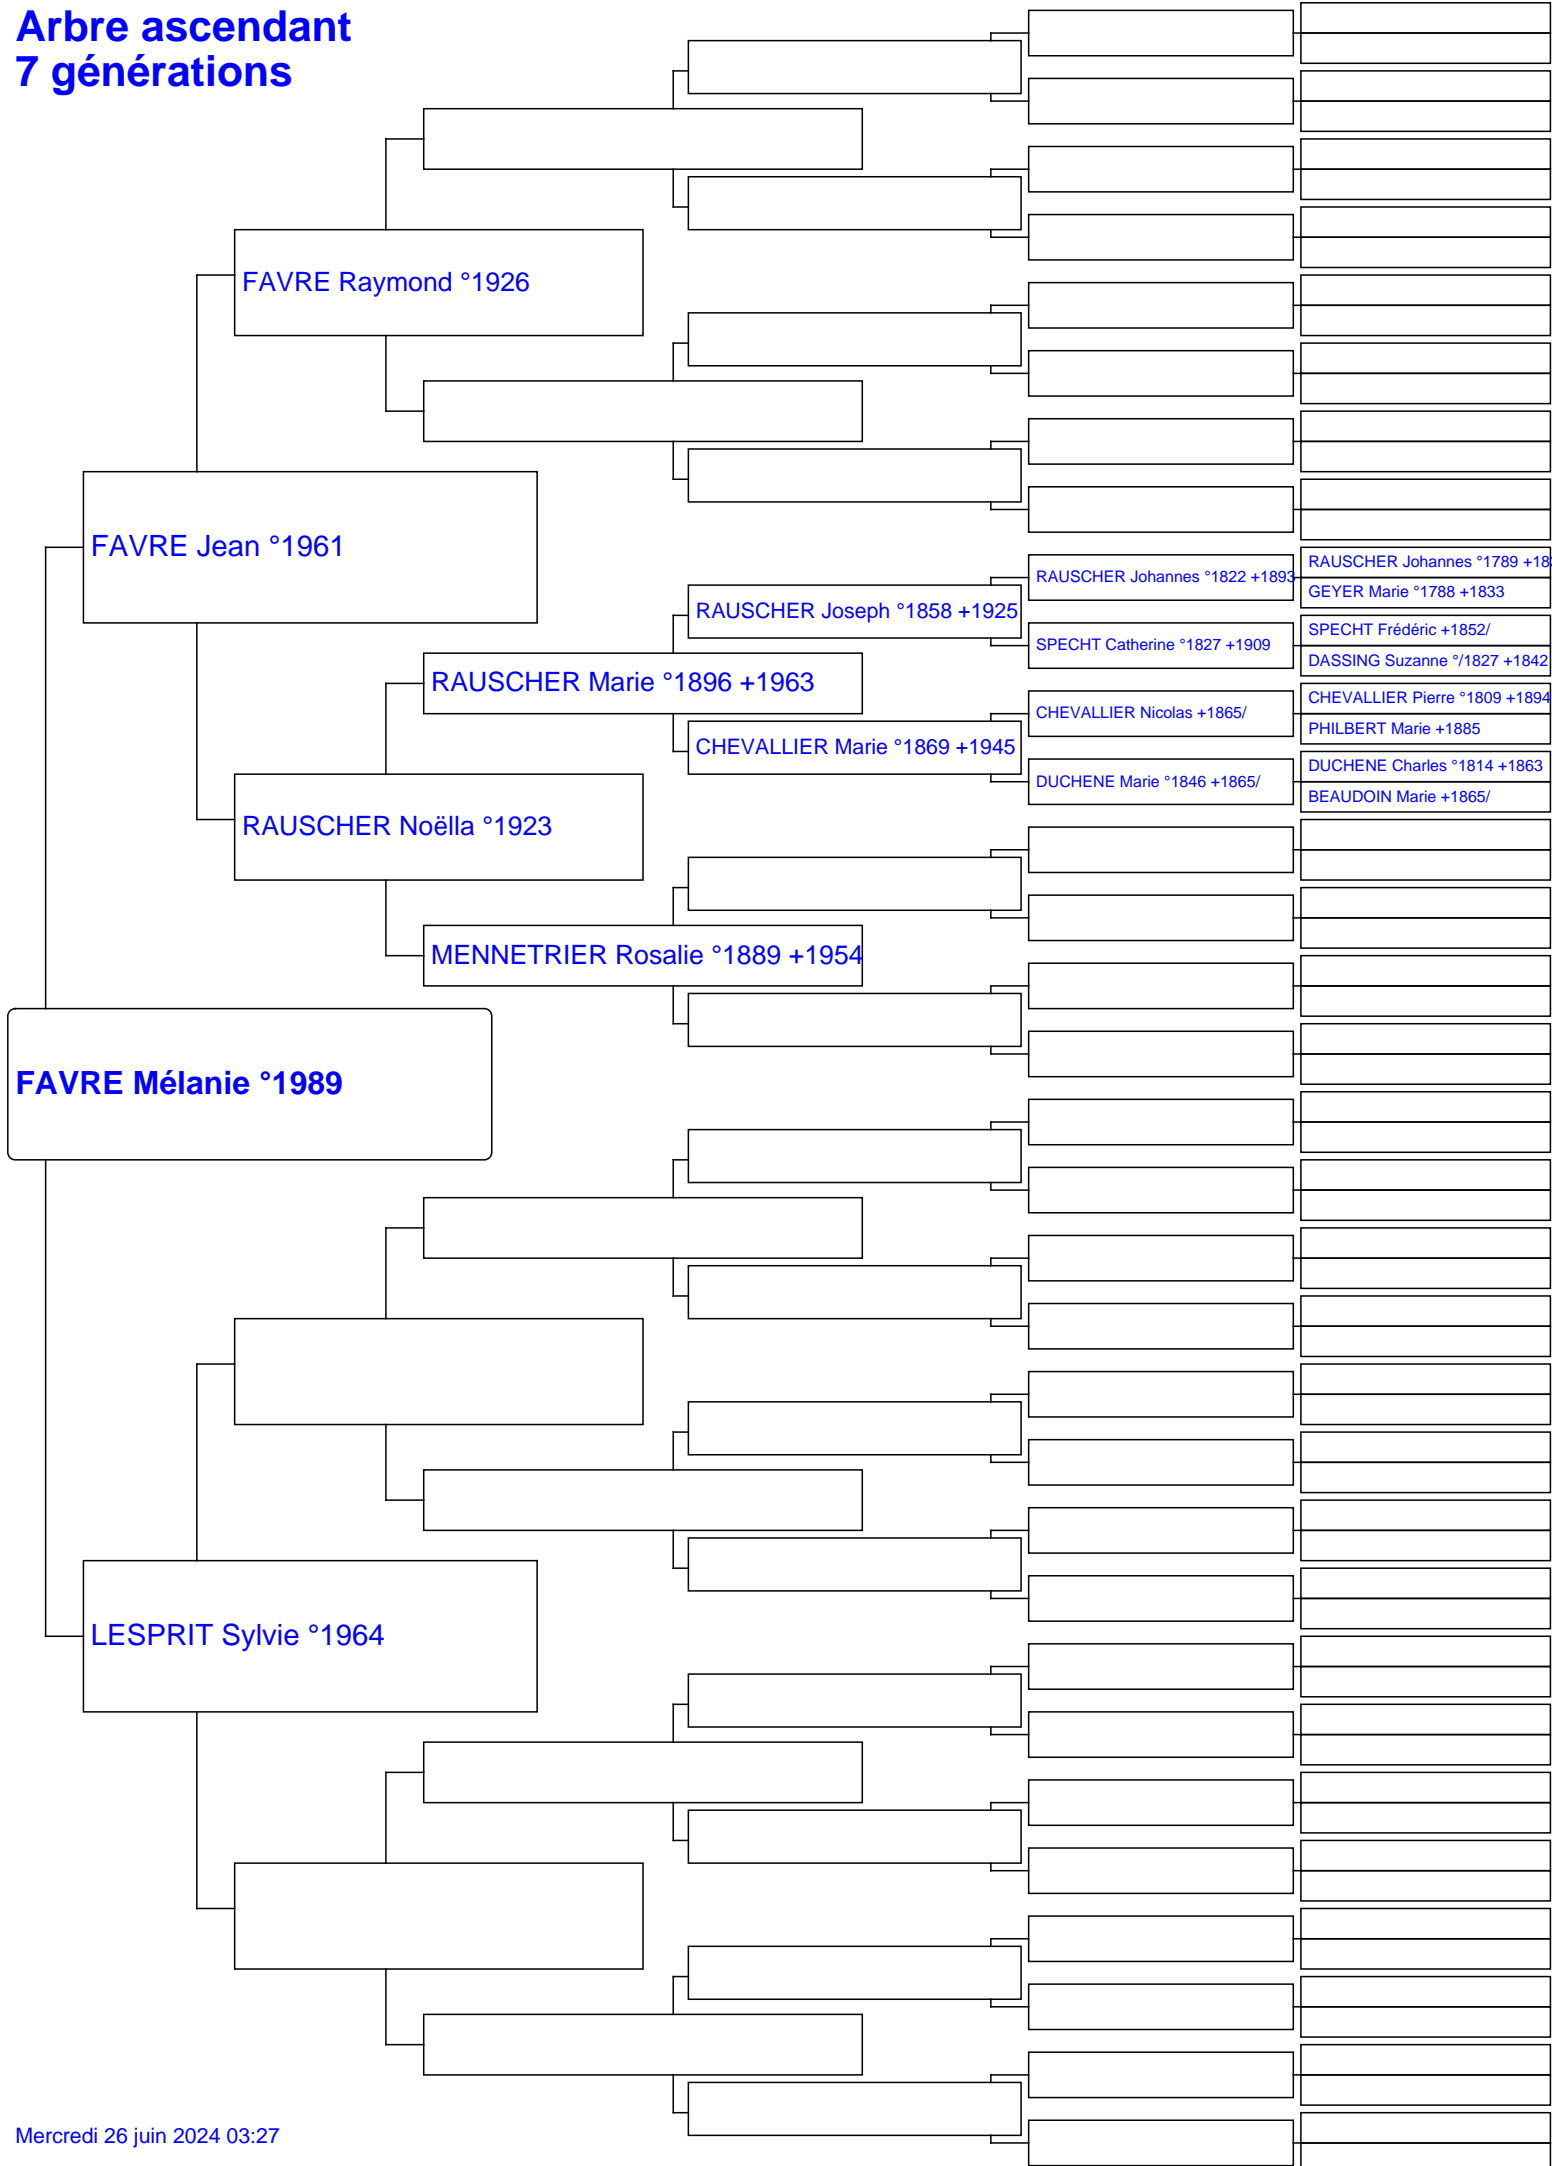 Arbre ascendant
7 générations
FAVRE Raymond °1926
FAVRE Jean °1961
RAUSCHER Johannes °1822 +1893
RAUSCHER Johannes °1789 +18
GEYER Marie °1788 +1833
RAUSCHER Joseph °1858 +1925
SPECHT Catherine °1827 +1909
SPECHT Frédéric +1852/
DASSING Suzanne °/1827 +1842
RAUSCHER Marie °1896 +1963
CHEVALLIER Nicolas +1865/
CHEVALLIER Pierre °1809 +1894
PHILBERT Marie +1885
CHEVALLIER Marie °1869 +1945
DUCHENE Marie °1846 +1865/
DUCHENE Charles °1814 +1863
BEAUDOIN Marie +1865/
RAUSCHER Noëlla °1923
MENNETRIER Rosalie °1889 +1954
FAVRE Mélanie °1989
LESPRIT Sylvie °1964
Mercredi 26 juin 2024 03:27